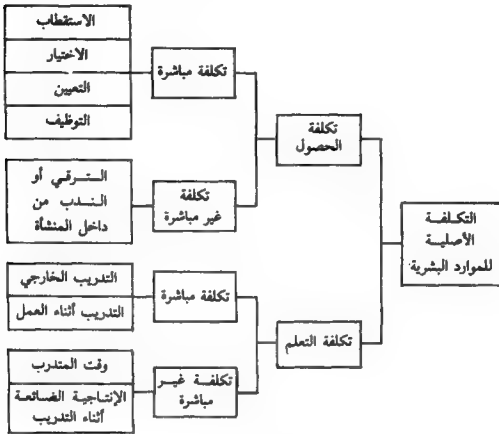 التكلفة
الأصلية
للموارد البشرية
تكلفة
الحصول
تكلفة مباشرة
الاستقطاب
الاختيار
التعيين
التوظيف
تكلفة
غير مباشرة
الترقي أو
الندب من
داخل المنشأة
تكلفة التعلم
تكلفة مباشرة
التدريب الخارجي
التدريب أثناء العمل
تكلفة غير
مباشرة
وقت المتدرب
الإنتاجية الضائعة
أثناء التدريب